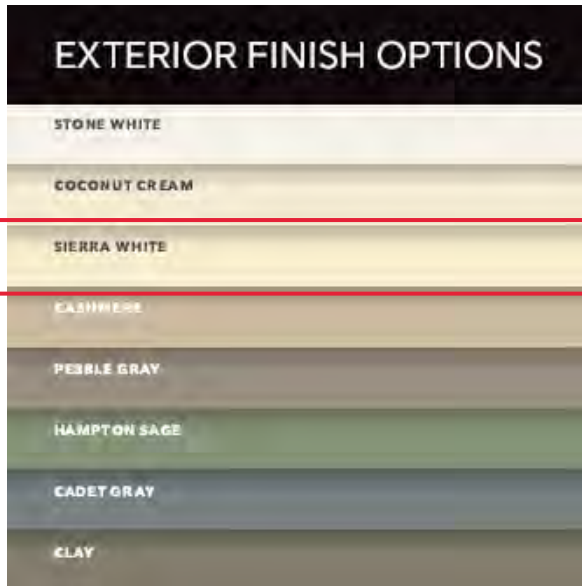 EXTERIOR FINISH OPTIONS
STONE WHITE
COCONUT CREAM
SIERRA WHITE
CASHMERE
PEBBLE GRAY
HAMPTON SAGE
CADET GRAY
CLAY